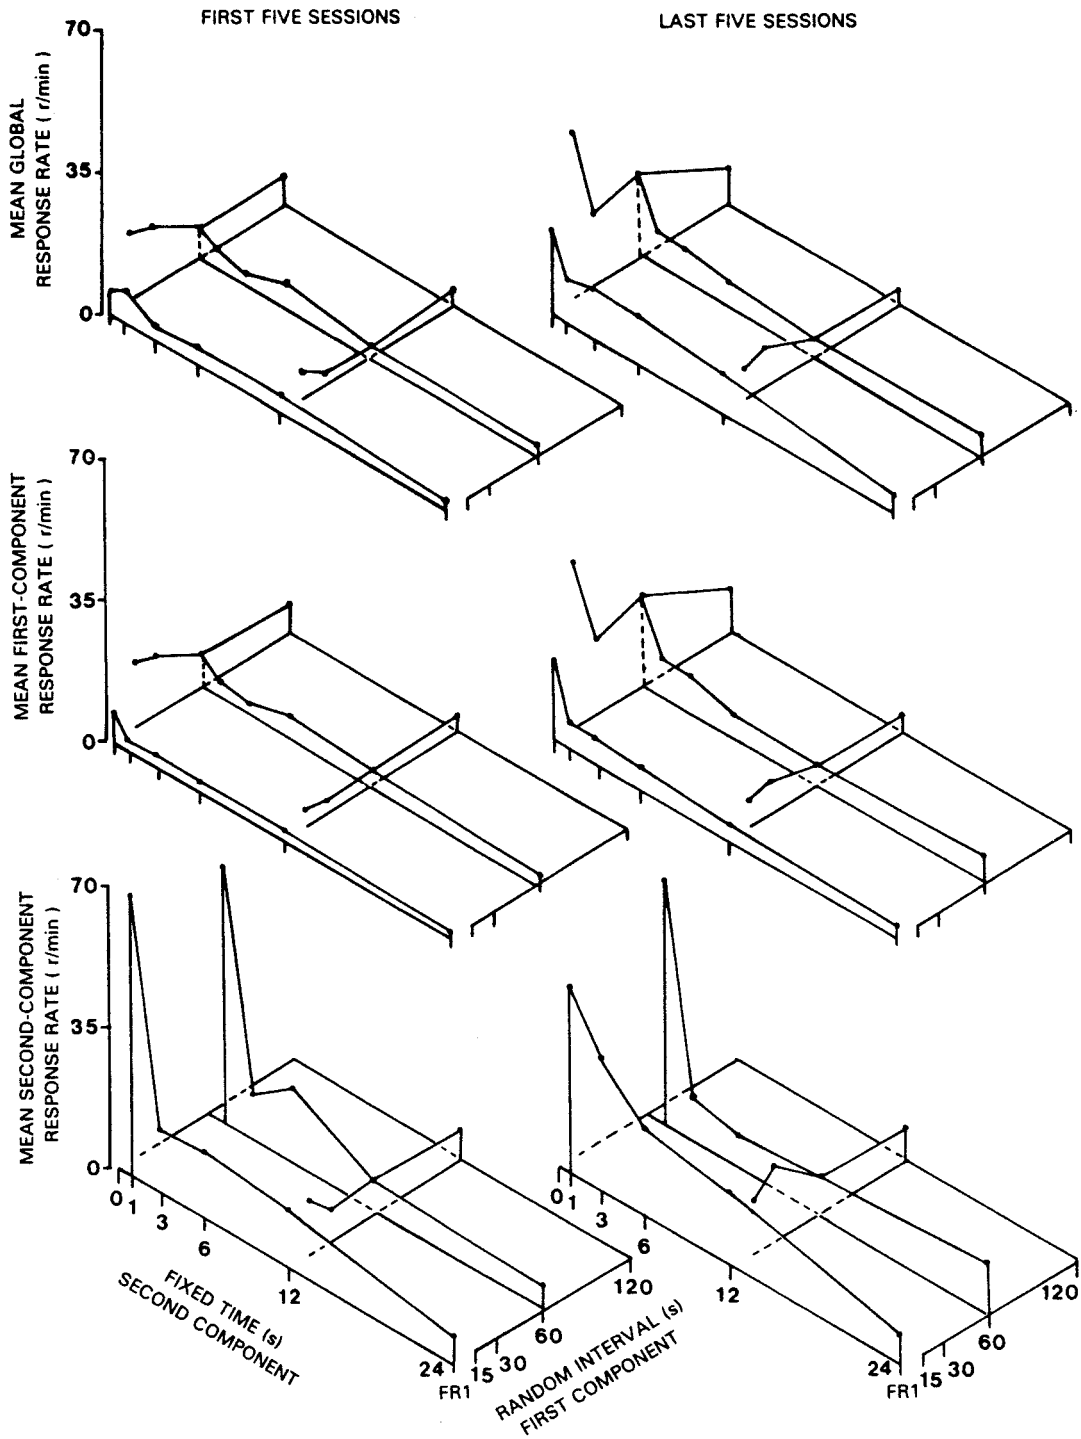 FIRST FIVE SESSIONS
LAST FIVE SESSIONS
MEAN GLOBAL
RESPONSE RATE ( r/min)
70
35
0
MEAN FIRST-COMPONENT
RESPONSE RATE ( r/min )
70
35
0
MEAN SECOND-COMPONENT
RESPONSE RATE ( r/min)
70
35
0
0
1
3
6
12
24
FR1
15
30
60
120
0
1
3
6
12
24
FR1
15
30
60
120
FIXED TIME (s)
SECOND COMPONENT
RANDOM INTERVAL (s)
FIRST COMPONENT